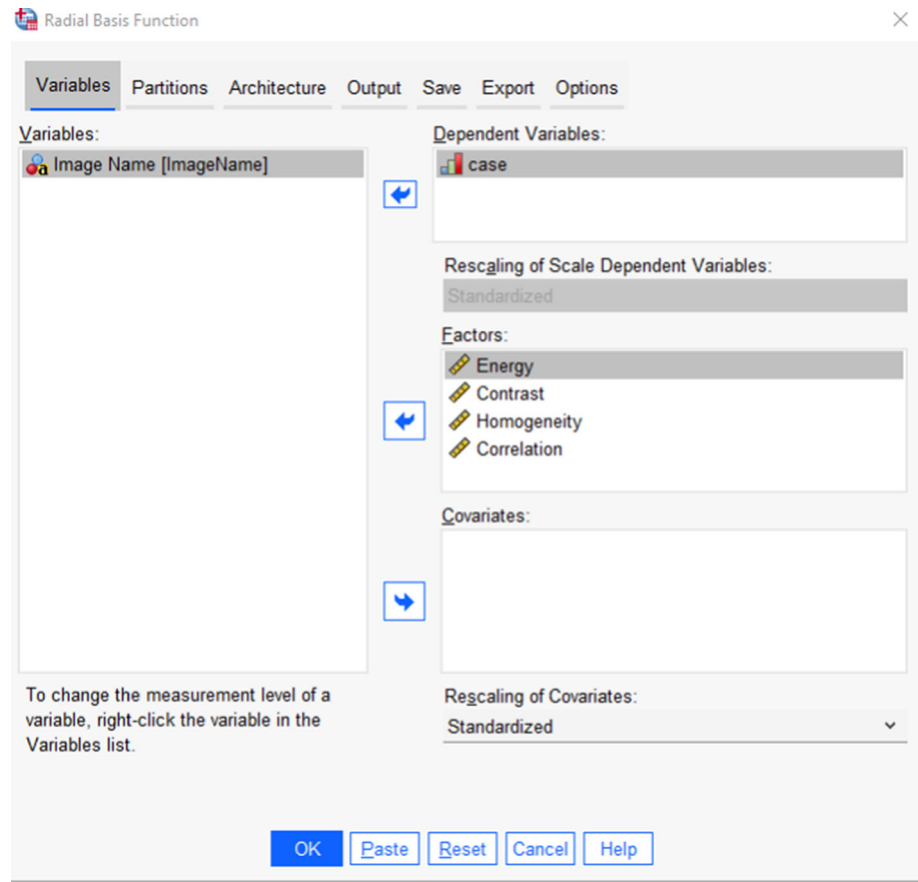 Radial Basis Function
Variables Partitions Architecture Output Save Export Options
Variables:
Image Name [ImageName]
Dependent Variables:
case
Rescaling of Scale Dependent Variables:
Standardized
Factors:
Energy
Contrast
Homogeneity
Correlation
Covariates:
To change the measurement level of a
variable, right-click the variable in the
Variables list.
Rescaling of Covariates:
Standardized
OK Paste Reset Cancel Help